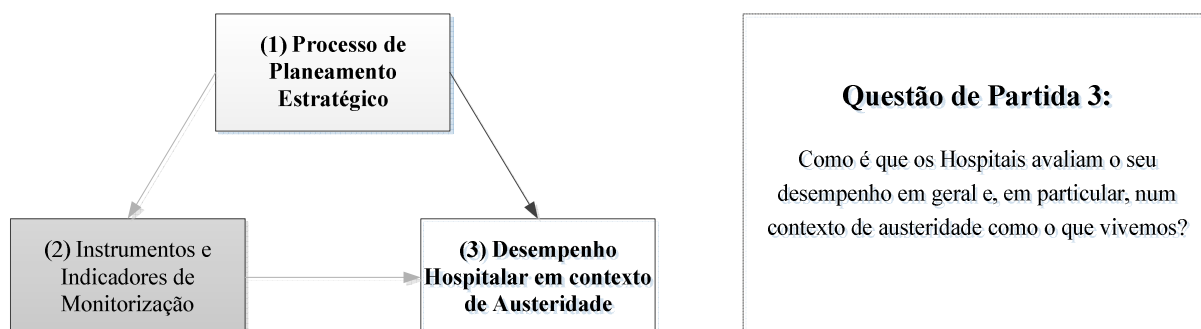 (1) Processo de
Planeamento
Estratégico
(2) Instrumentos e
Indicadores de
Monitorização
(3) Desempenho
Hospitalar em contexto
de Austeridade
Questão de Partida 3:
Como é que os Hospitais avaliam o seu
desempenho em geral e, em particular, num
contexto de austeridade como o que vivemos?